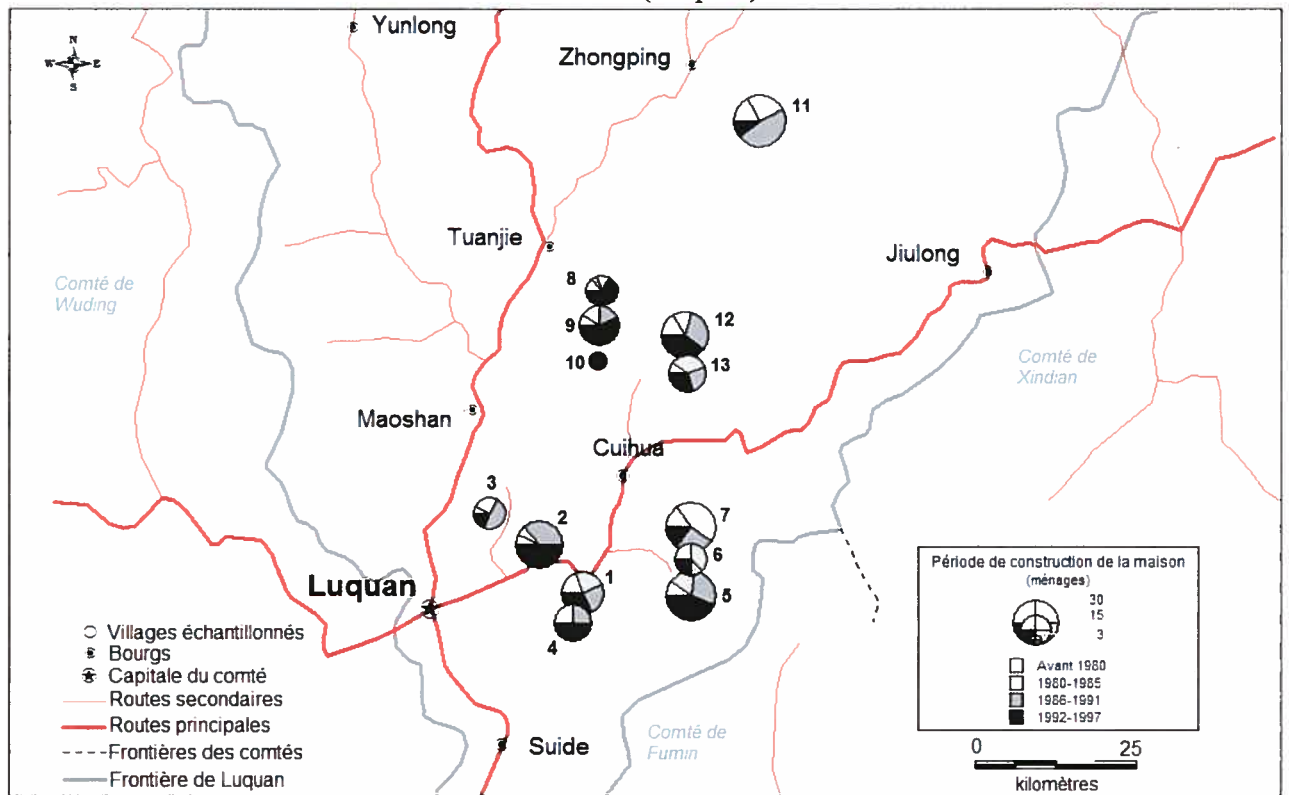 Yunlong
Zhongping
N
W E
S
11
Tuanjie
Jiulong
Comté de
Wuding
8
9
12
10
13
Comté de
Xindian
Maoshan
Cuihua
3
2
7
6
1
5
Luquan
4
Période de construction de la maison
(ménages)
30
15
3
Avant 1980
1980-1985
1986-1991
1992-1997
Villages échantillonnés
Bourgs
Capitale du comté
Routes secondaires
Routes principales
Frontières des comtés
Frontière de Luquan
Suide
Comté de
Fumin
0 25
kilomètres